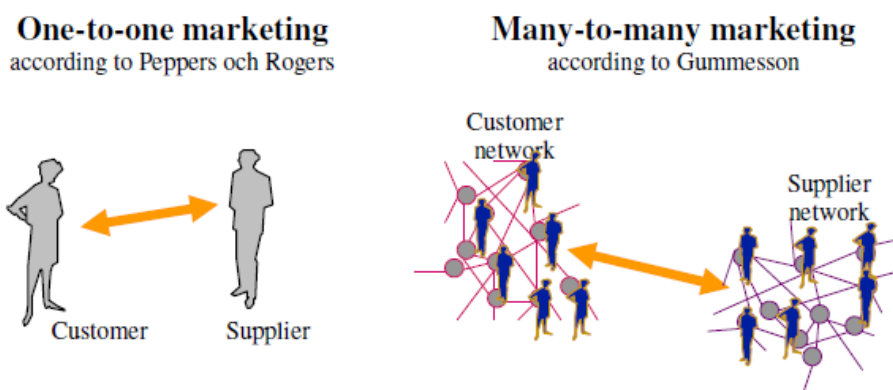 One-to-one marketing
according to Peppers och Rogers
Customer
Supplier
Many-to-many marketing
according to Gummesson
Customer
network
Supplier
network